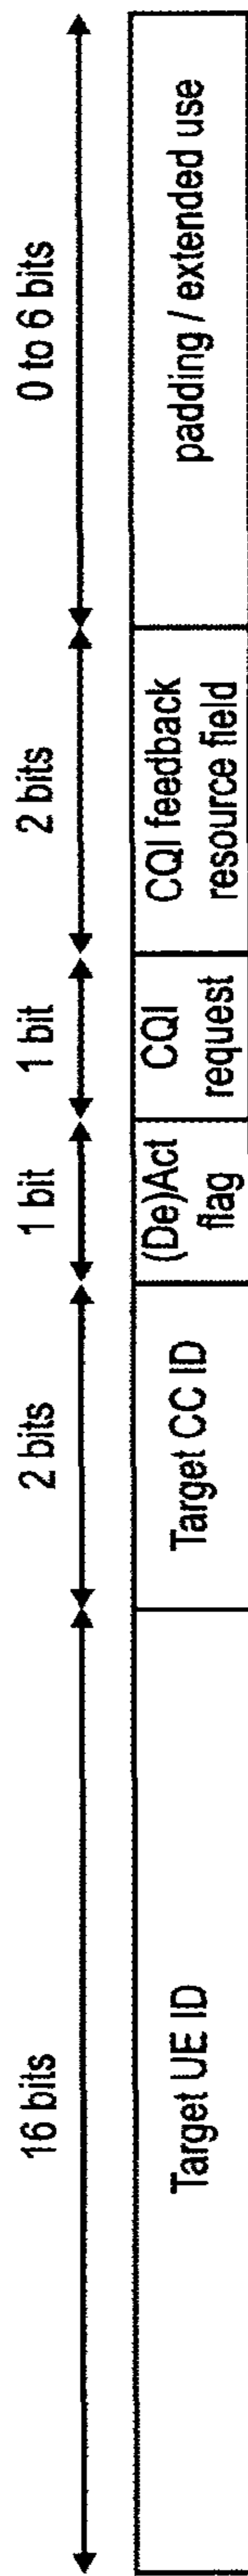 16 bits
2 bits
1 bit
1 bit
2 bits
0 to 6 bits
Target UE ID
Target CC ID
(De)Act
flag
CQI
request
CQI feedback
resource field
padding / extended use